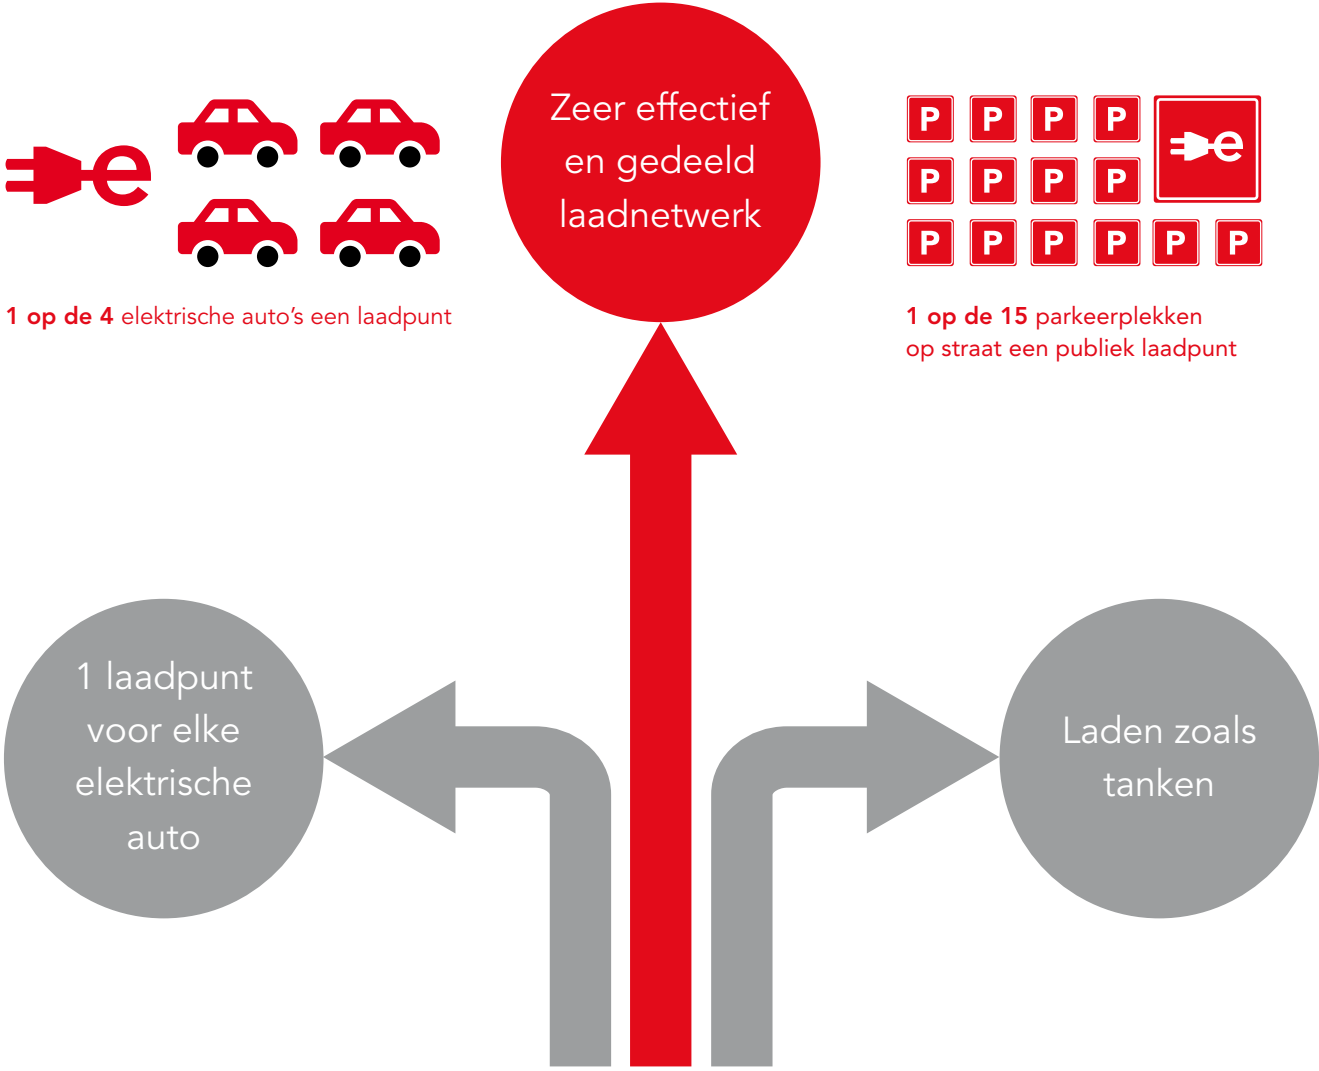 Zeer effectief
en gedeeld
laadnetwerk
e
1 op de 4 elektrische auto’s een laadpunt
P P P P
e
P P P P
P P P P P P
1 op de 15 parkeerplekken
op straat een publiek laadpunt
1 laadpunt
voor elke
elektrische
auto
Laden zoals
tanken